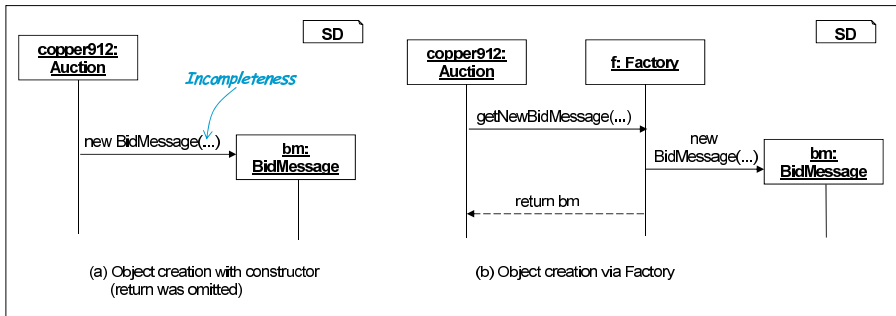 SD
copper912:
Auction
Incompleteness
new BidMessage(...)
bm:
BidMessage
(a) Object creation with constructor
(return was omitted)
SD
copper912:
Auction
f: Factory
getNewBidMessage(...)
new
BidMessage(...)
bm:
BidMessage
return bm
(b) Object creation via Factory